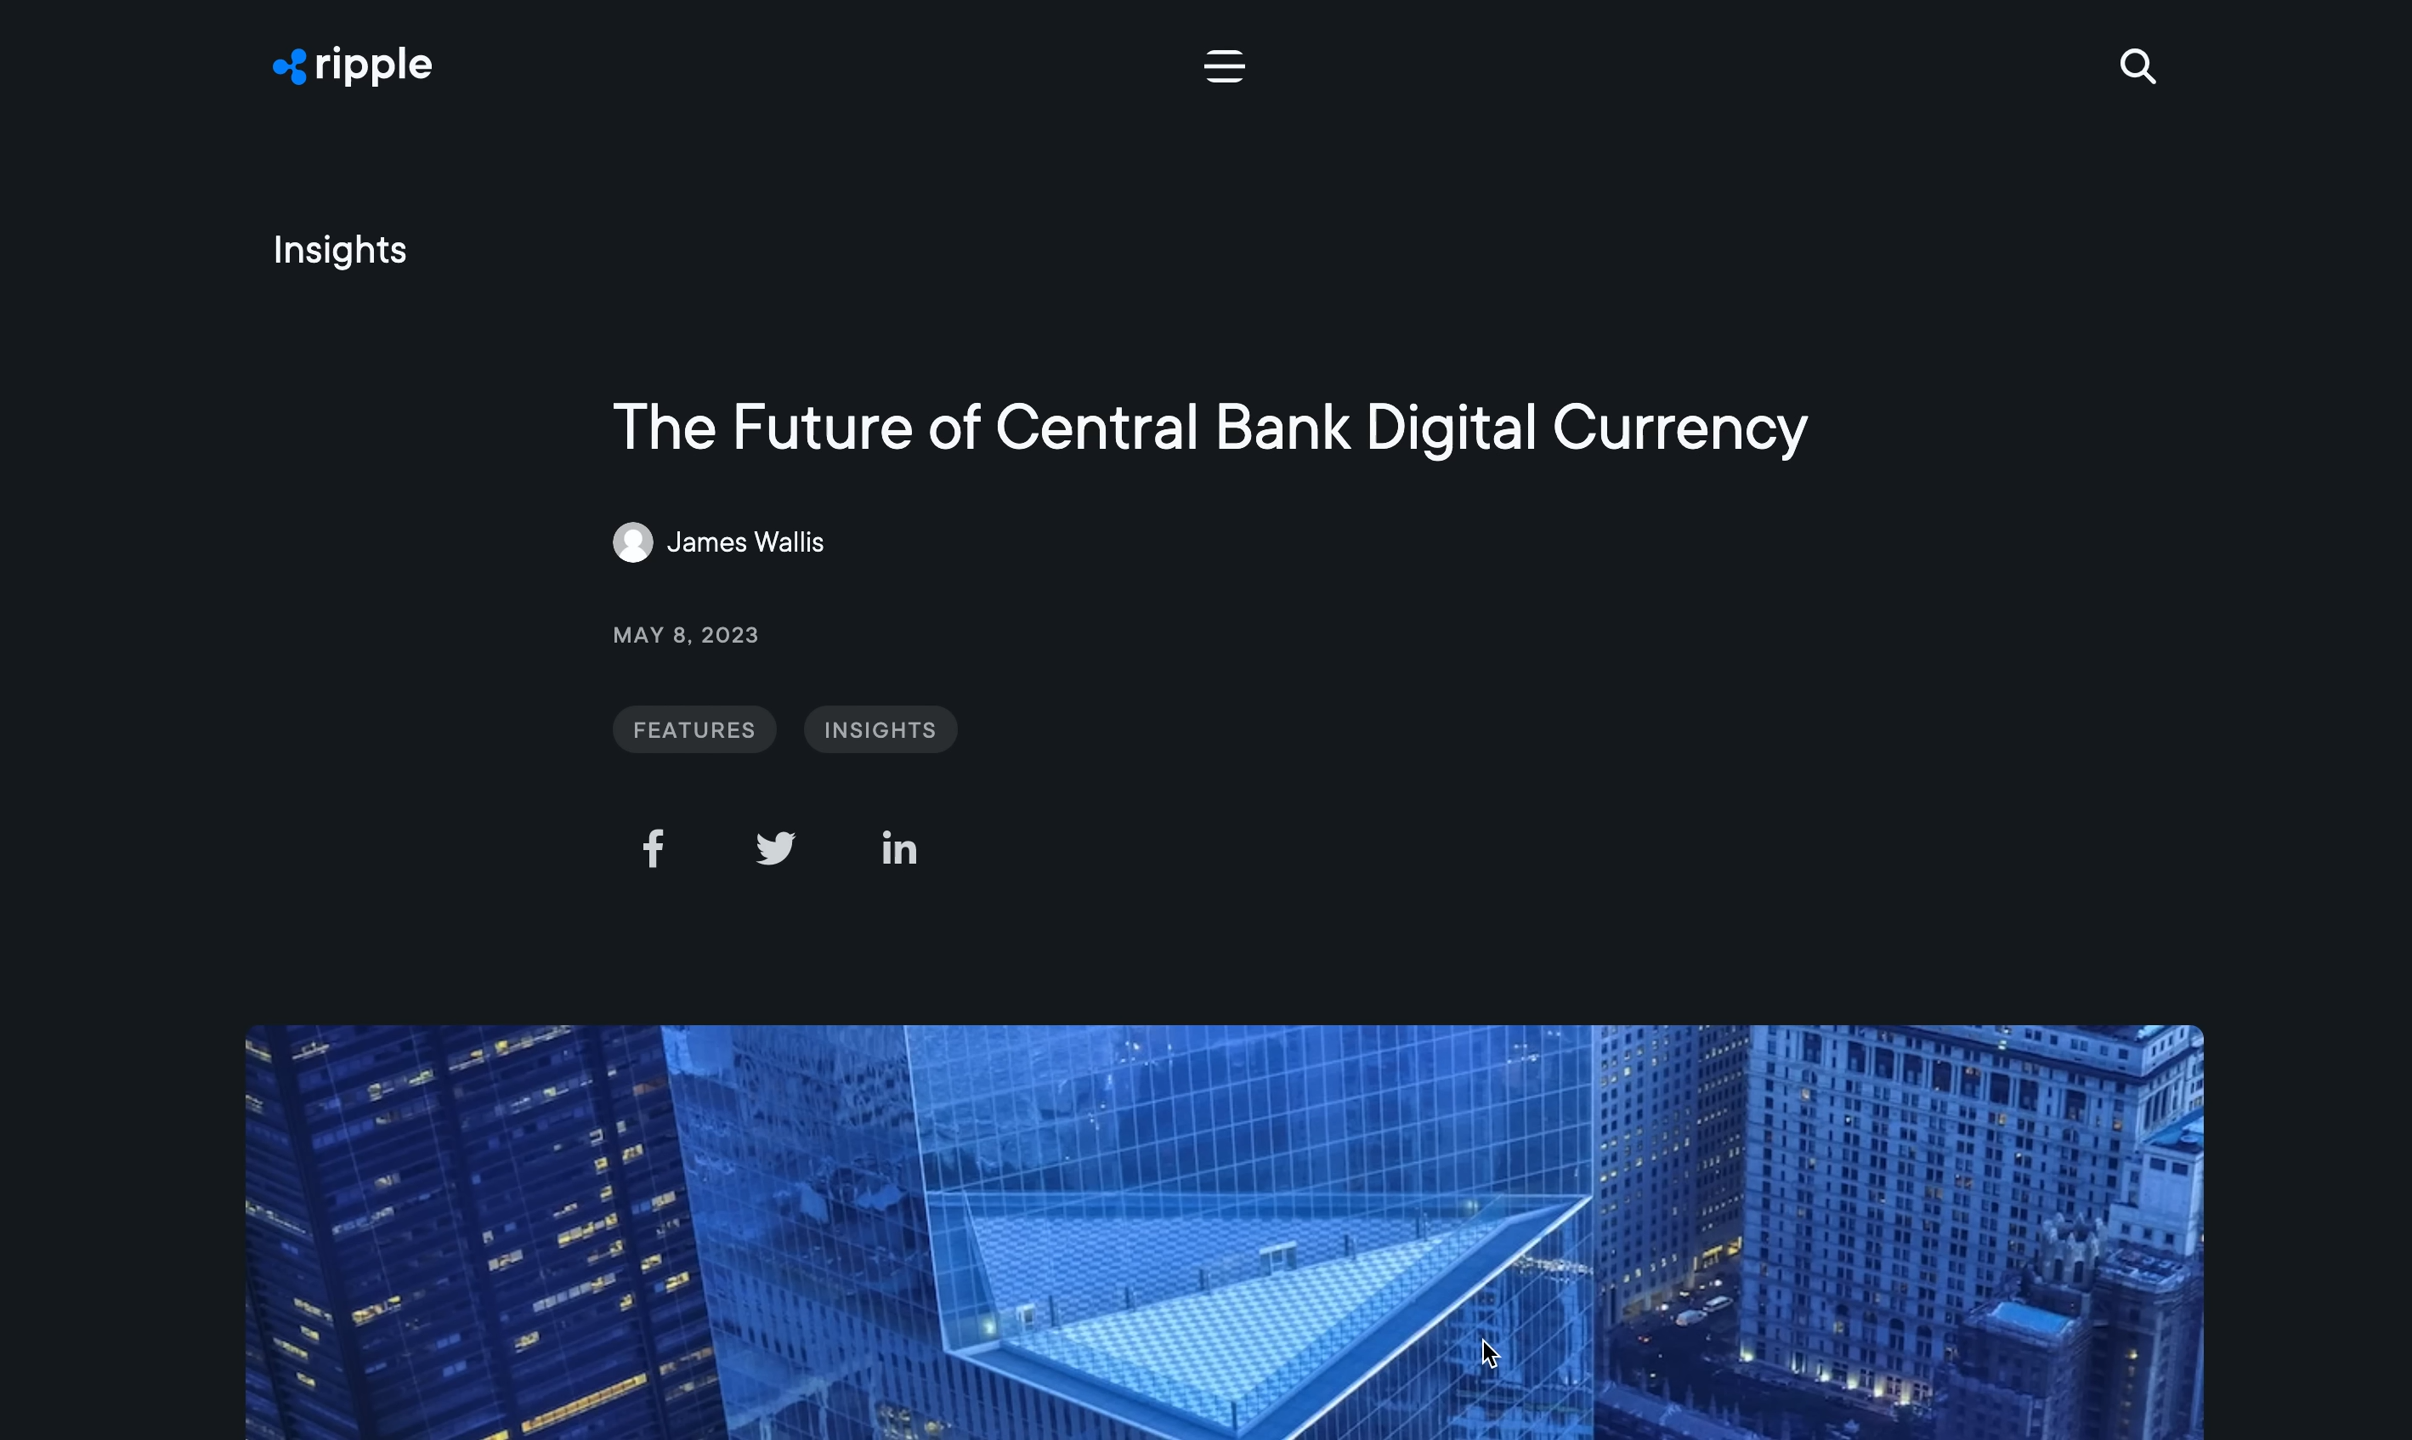 ripple
Insights
The Future of Central Bank Digital Currency
James Wallis
MAY 8, 2023
FEATURES
INSIGHTS